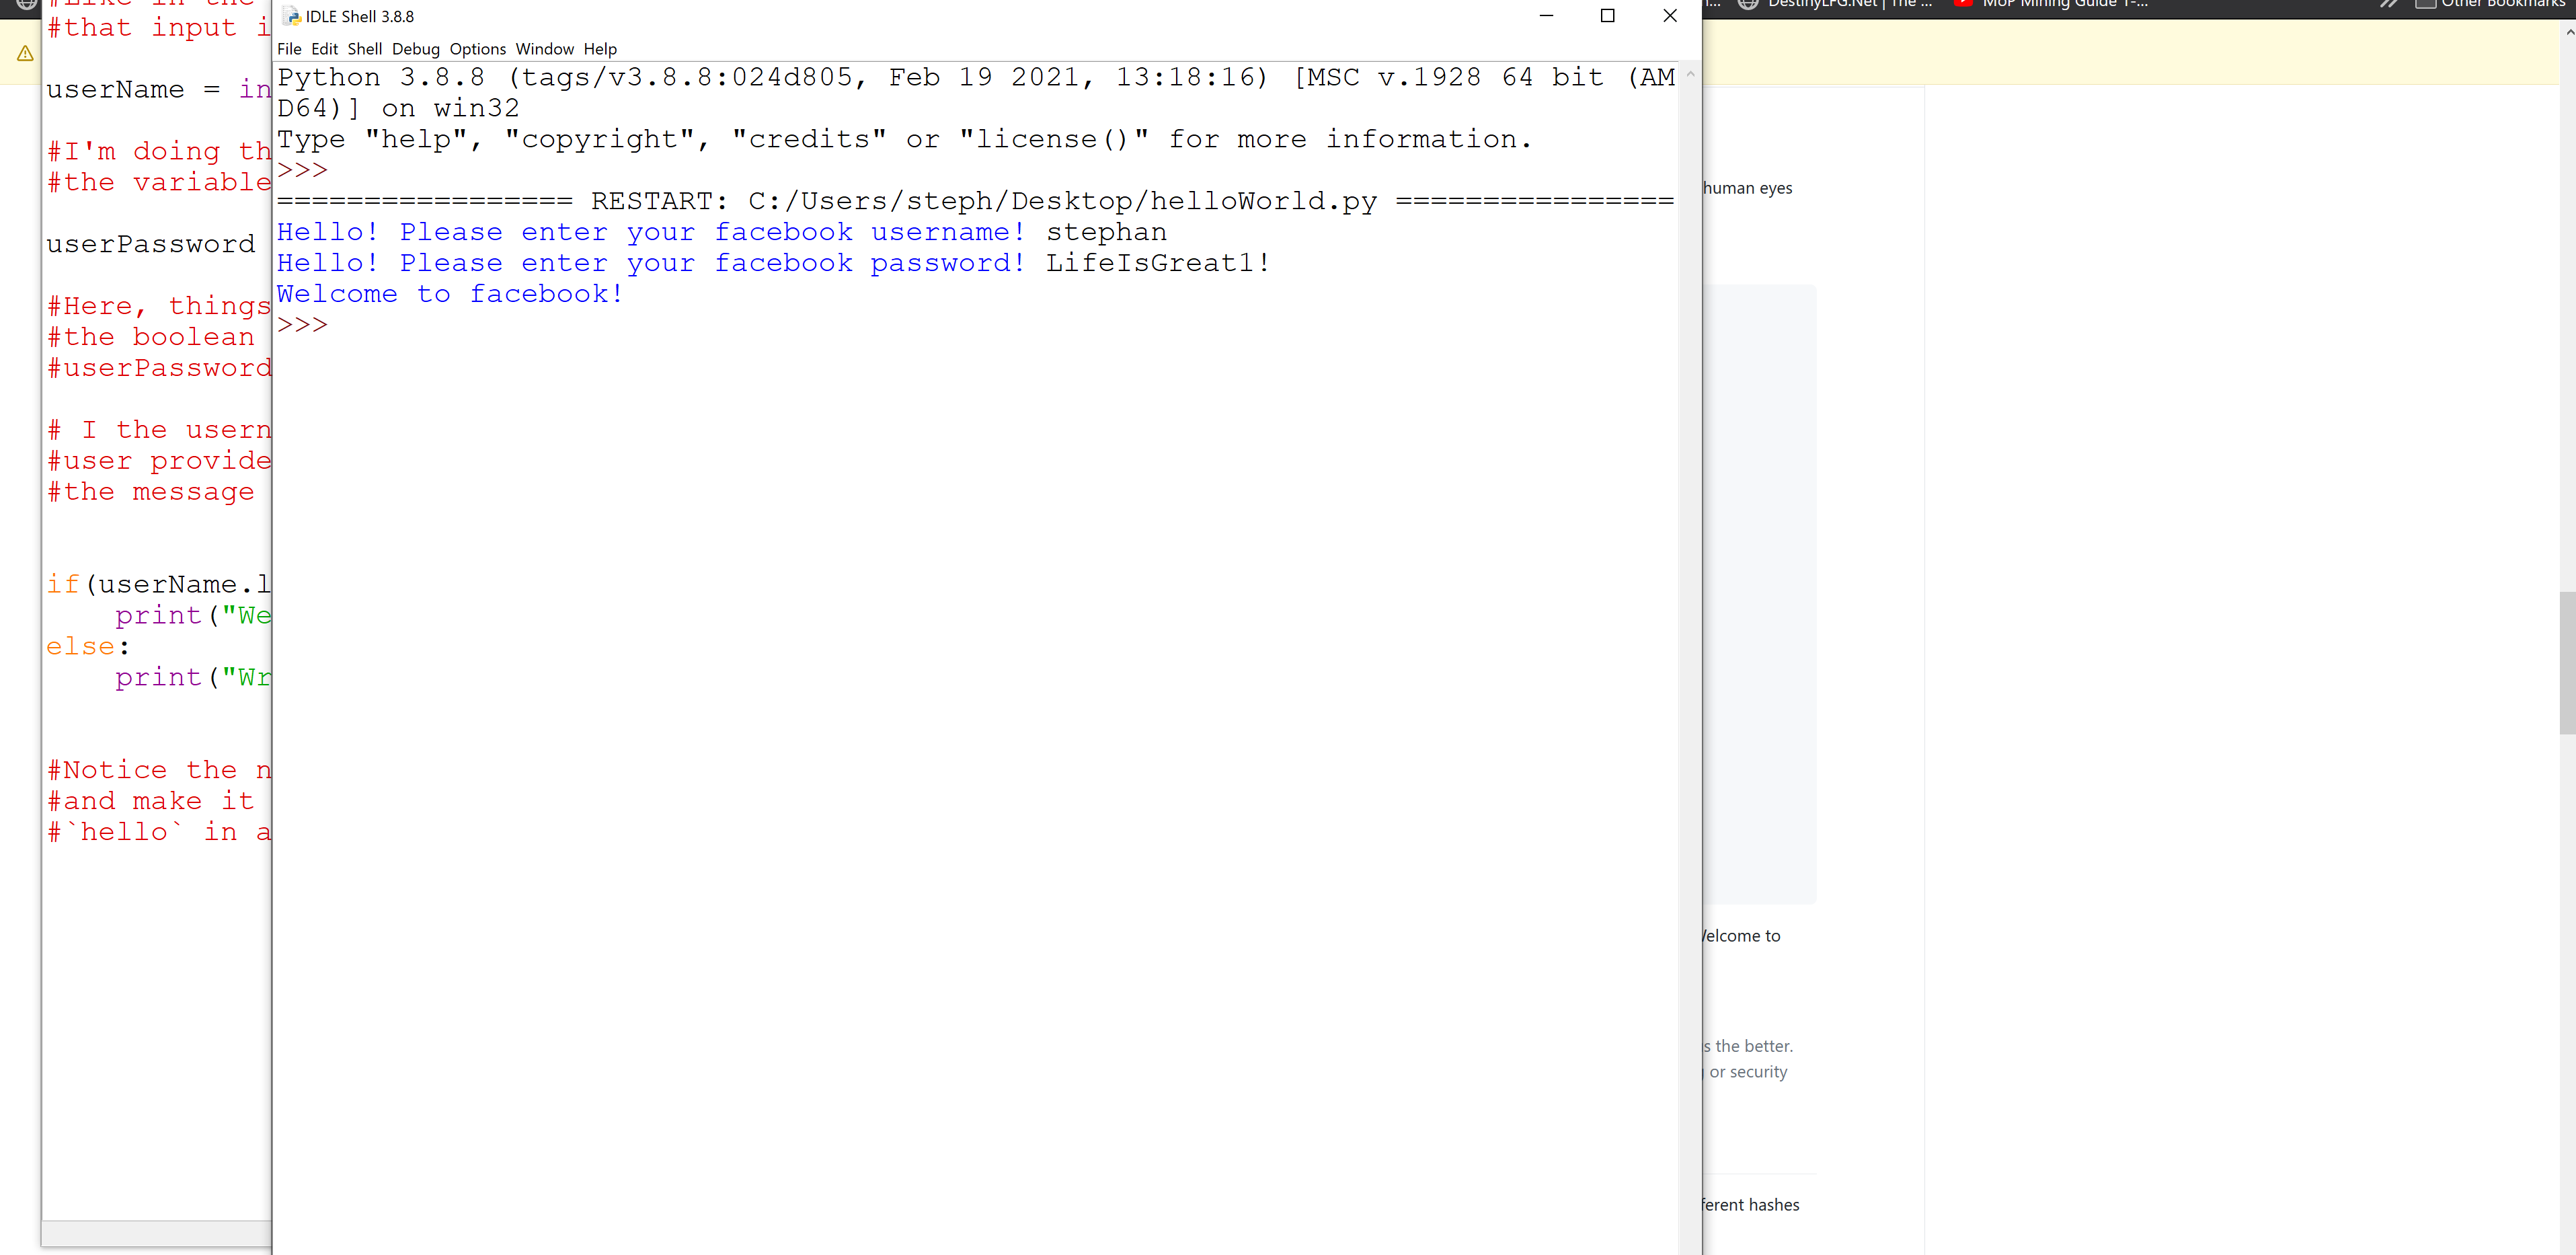 DestinyLFG.Net | The ...
MoP Mining Guide 1-...
Other Bookmarks
#Like in the
#that input i
userName = in
#I'm doing th
#the variable
userPassword
#Here, things
#the boolean
#userPassword
# I the usern
#user provide
#the message
if(userName.l
print("We
else:
print("Wr
#Notice the n
#and make it
#`hello` in a
IDLE Shell 3.8.8
File Edit Shell Debug Options Window Help
Python 3.8.8 (tags/v3.8.8:024d805, Feb 19 2021, 13:18:16) [MSC v.1928 64 bit (AM
D64)] on win32
Type "help", "copyright", "credits" or "license()" for more information.
>>>
================= RESTART: C:/Users/steph/Desktop/helloWorld.py ================
Hello! Please enter your facebook username! stephan
Hello! Please enter your facebook password! LifeIsGreat1!
Welcome to facebook!
>>>
human eyes
elcome to
s the better.
or security
ferent hashes